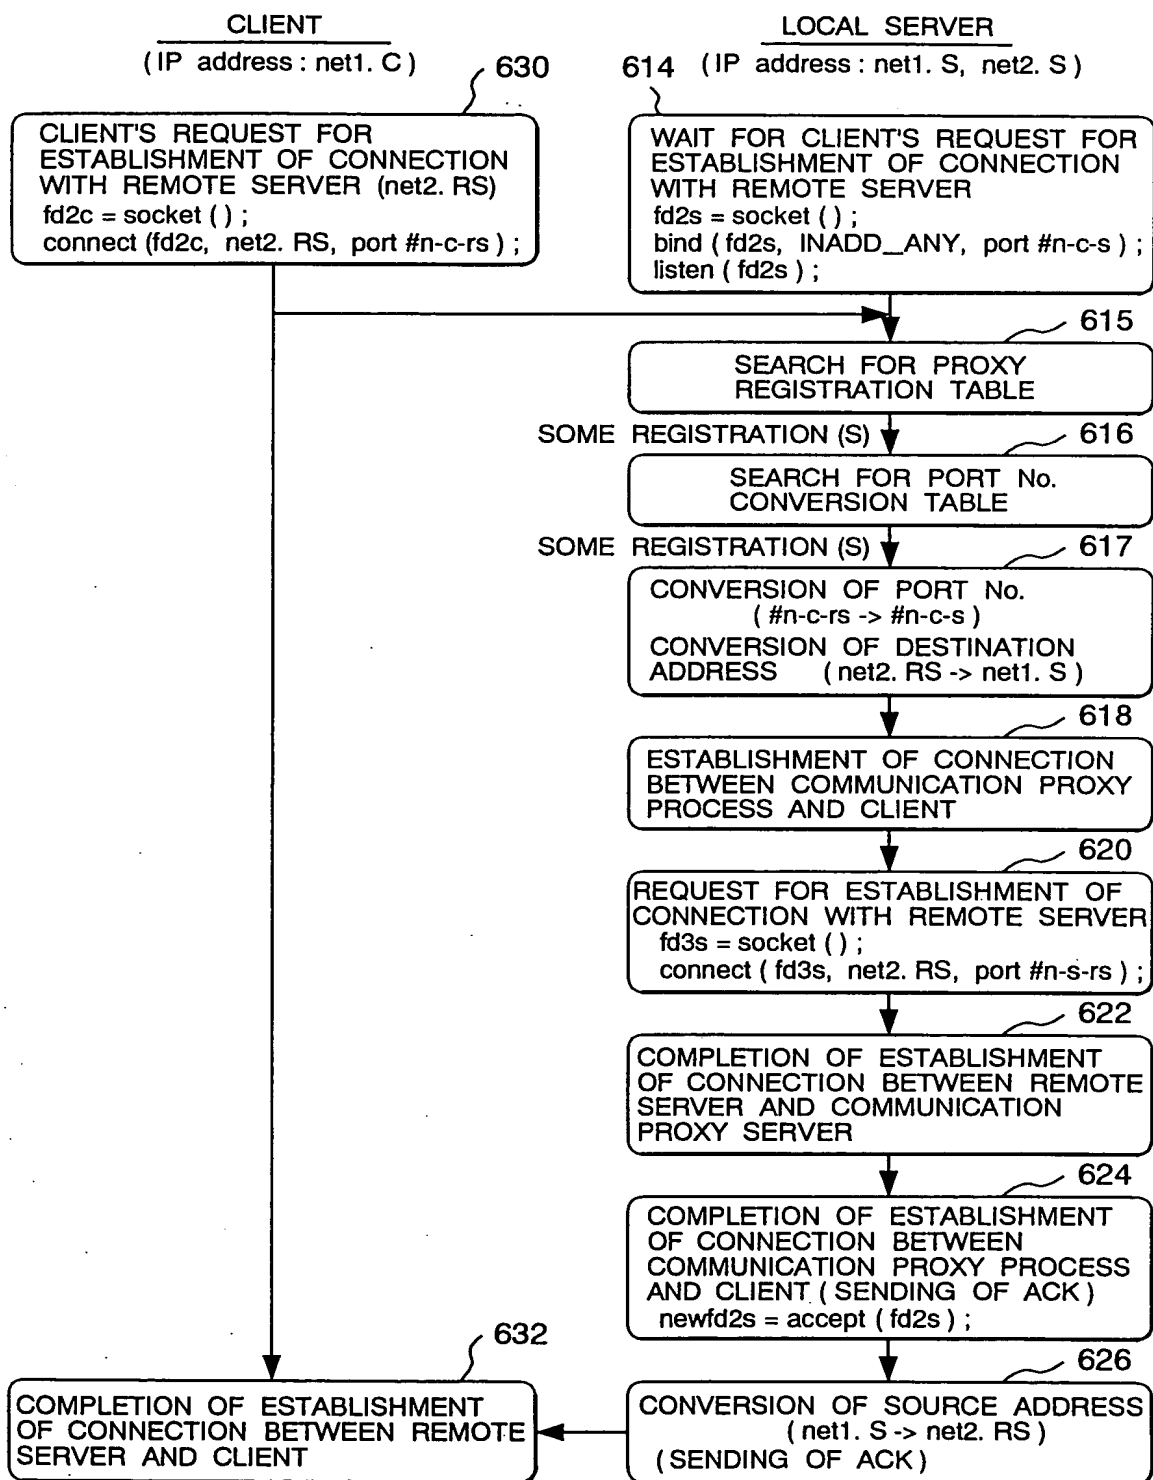 CLIENT
(IP address : net1. C)
630
CLIENT'S REQUEST FOR
ESTABLISHMENT OF CONNECTION
WITH REMOTE SERVER (net2. RS)
fd2c = socket ( ) ;
connect (fd2c, net2. RS, port #n-c-rs ) ;
LOCAL SERVER
614 (IP address : net1. S, net2. S)
WAIT FOR CLIENT'S REQUEST FOR
ESTABLISHMENT OF CONNECTION
WITH REMOTE SERVER
fd2s = socket ( ) ;
bind ( fd2s, INADD_ANY, port #n-c-s ) ;
listen ( fd2s ) ;
615
SEARCH FOR PROXY
REGISTRATION TABLE
SOME REGISTRATION (S)
616
SEARCH FOR PORT No.
CONVERSION TABLE
SOME REGISTRATION (S)
617
CONVERSION OF PORT No.
( #n-c-rs -> #n-c-s )
CONVERSION OF DESTINATION
ADDRESS ( net2. RS -> net1. S )
618
ESTABLISHMENT OF CONNECTION
BETWEEN COMMUNICATION PROXY
PROCESS AND CLIENT
620
REQUEST FOR ESTABLISHMENT OF
CONNECTION WITH REMOTE SERVER
fd3s = socket ( ) ;
connect ( fd3s, net2. RS, port #n-s-rs ) ;
622
COMPLETION OF ESTABLISHMENT
OF CONNECTION BETWEEN REMOTE
SERVER AND COMMUNICATION
PROXY SERVER
624
COMPLETION OF ESTABLISHMENT
OF CONNECTION BETWEEN
COMMUNICATION PROXY PROCESS
AND CLIENT ( SENDING OF ACK )
newfd2s = accept ( fd2s ) ;
626
CONVERSION OF SOURCE ADDRESS
( net1. S -> net2. RS )
( SENDING OF ACK )
632
COMPLETION OF ESTABLISHMENT
OF CONNECTION BETWEEN REMOTE
SERVER AND CLIENT